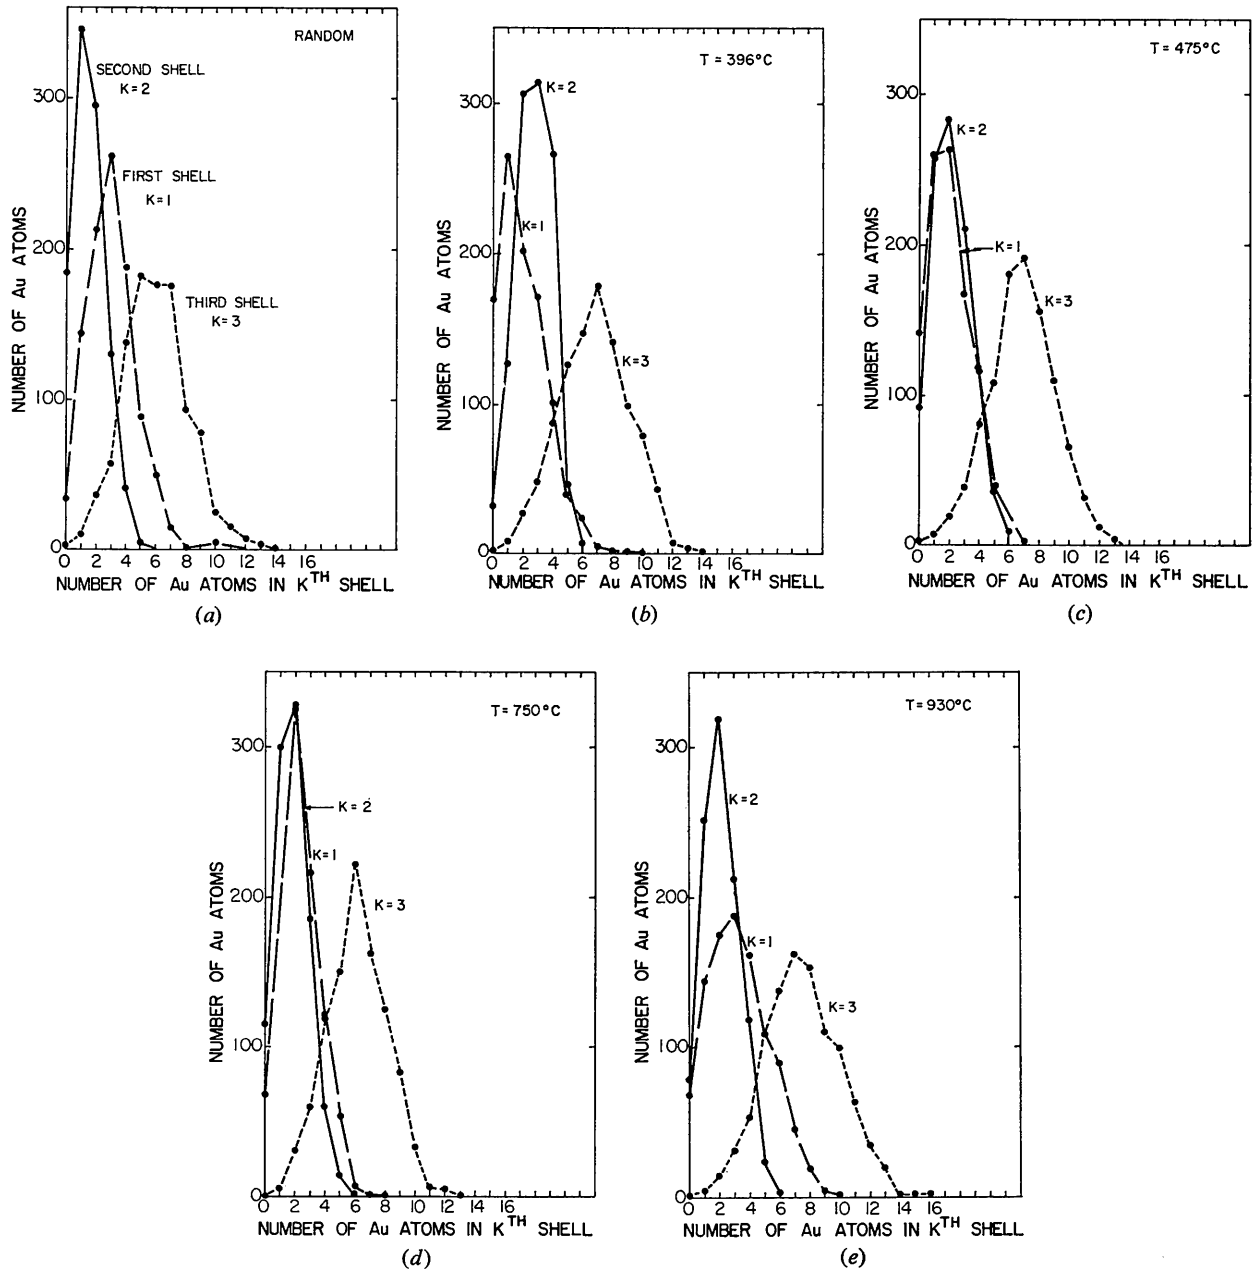 RANDOM
SECOND SHELL
K=2
300
FIRST SHELL
K=1
200
THIRD SHELL
K=3
100
0
0 2 4 6 8 10 12 14 16
NUMBER OF Au ATOMS
NUMBER OF Au ATOMS IN K^TH SHELL
(a)
T = 396°C
K=2
300
K=1
200
K=3
100
0
0 2 4 6 8 10 12 14 16
NUMBER OF Au ATOMS
NUMBER OF Au ATOMS IN K^TH SHELL
(b)
T = 475°C
300
K=2
200
K=1
K=3
100
0
0 2 4 6 8 10 12 14 16
NUMBER OF Au ATOMS
NUMBER OF Au ATOMS IN K^TH SHELL
(c)
T = 750°C
300
K = 2
K=1
200
K=3
100
0
0 2 4 6 8 10 12 14 16
NUMBER OF Au ATOMS
NUMBER OF Au ATOMS IN K^TH SHELL
(d)
T = 930°C
300
K=2
200
K=1
K=3
100
0
0 2 4 6 8 10 12 14 16
NUMBER OF Au ATOMS
NUMBER OF Au ATOMS IN K^TH SHELL
(e)